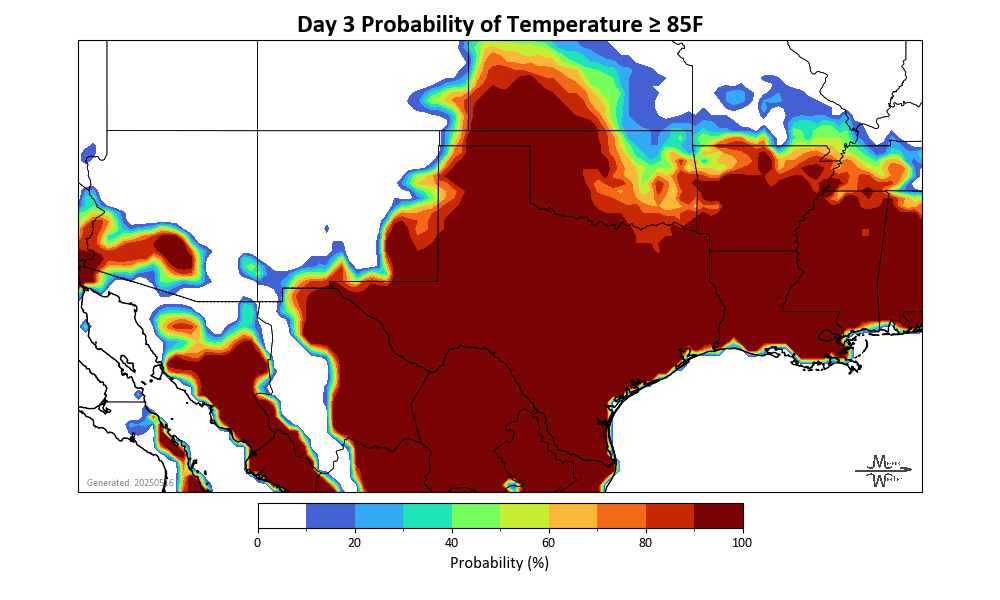 Day 3 Probability of Temperature ≥ 85F
Generated: 20250516
0 20 40 60 80 100
Probability (%)